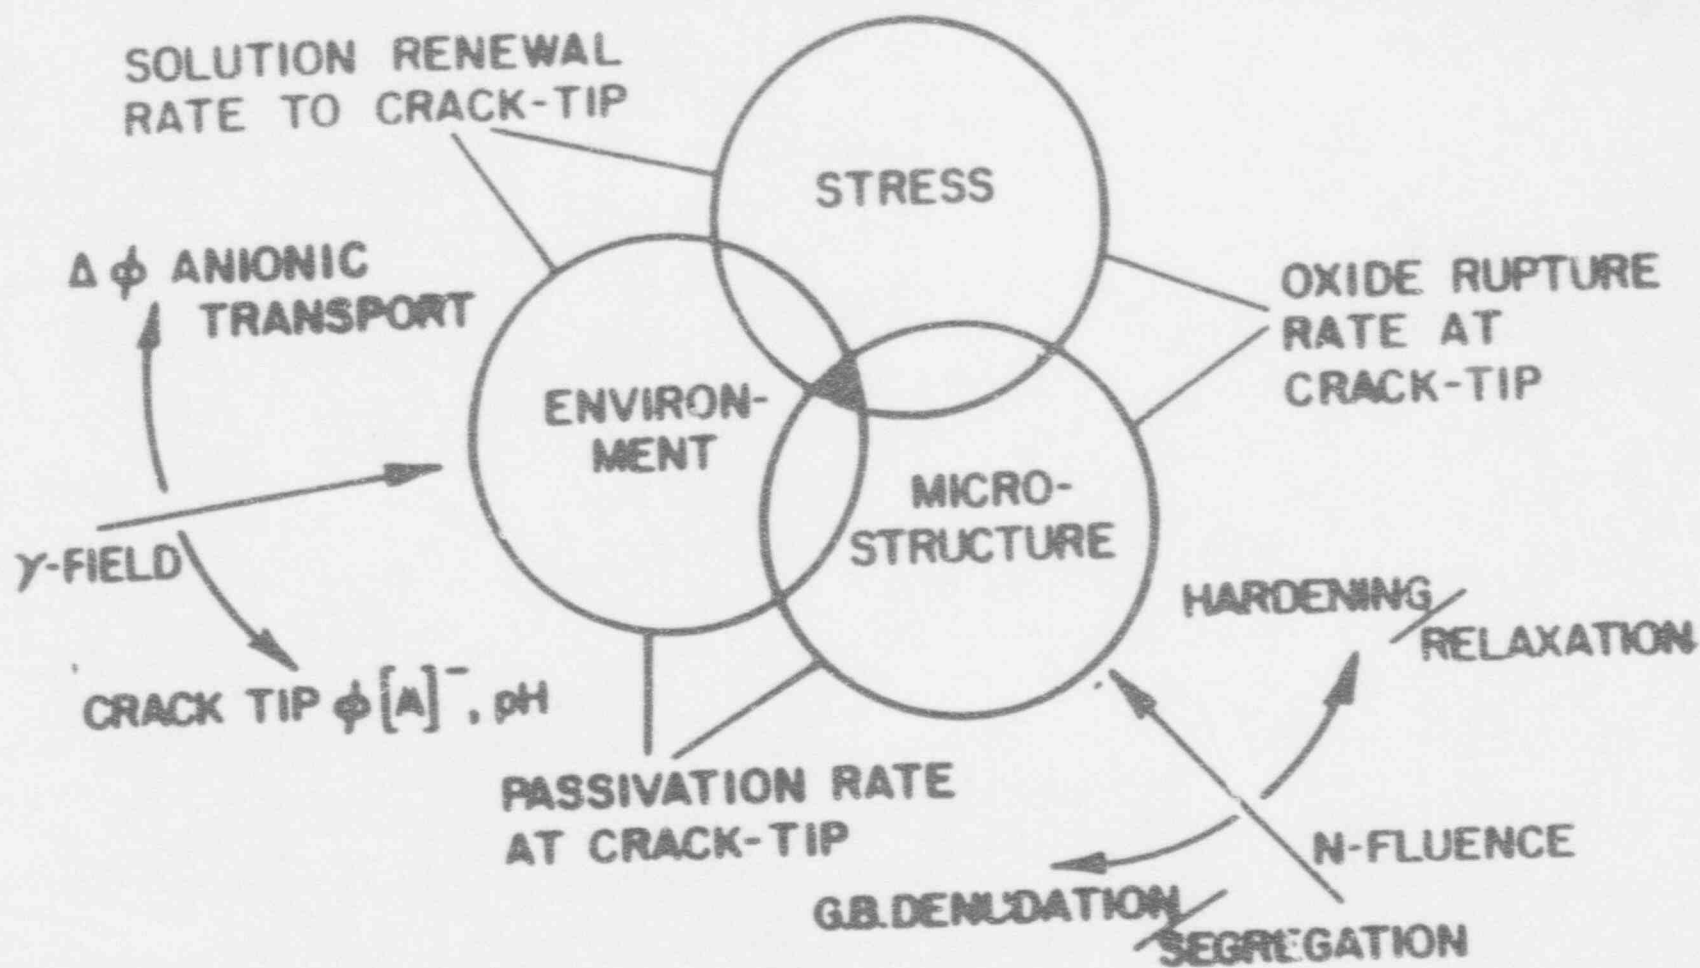 SOLUTION RENEWAL
RATE TO CRACK-TIP
STRESS
Δ ϕ ANIONIC
TRANSPORT
OXIDE RUPTURE
RATE AT
CRACK-TIP
ENVIRON-
MENT
MICRO-
STRUCTURE
γ-FIELD
HARDENING/
RELAXATION
CRACK TIP ϕ [A]⁻, pH
PASSIVATION RATE
AT CRACK-TIP
N-FLUENCE
G.B. DENUDATION/
SEGREGATION